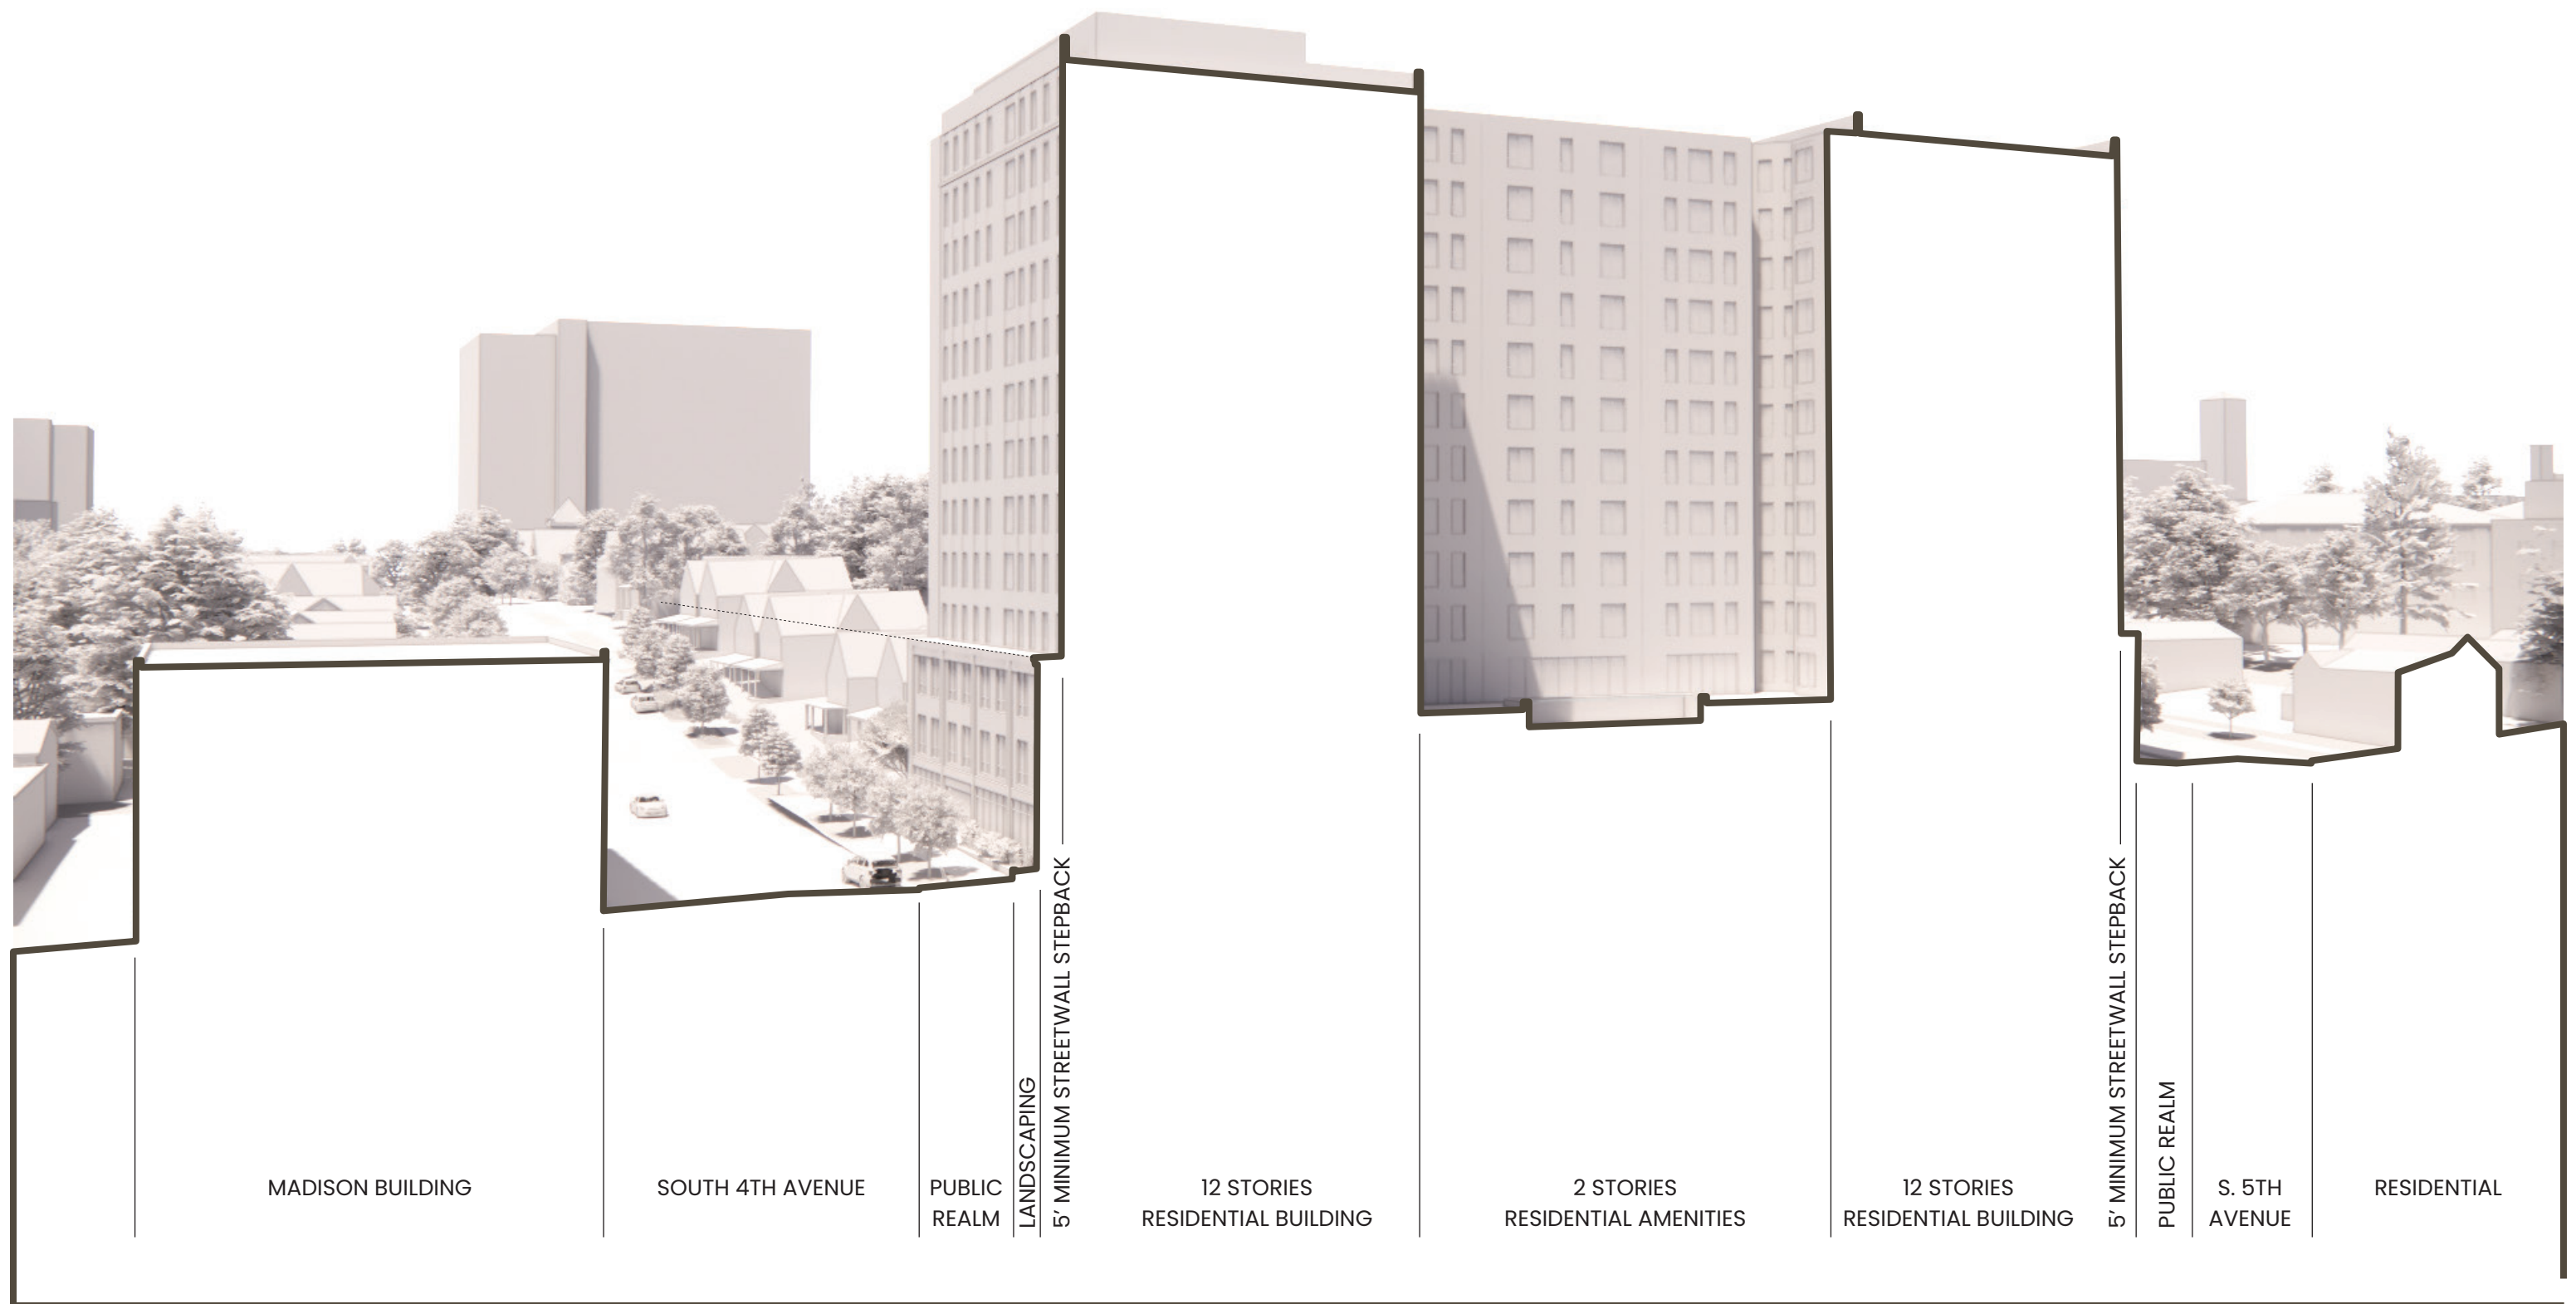 MADISON BUILDING
SOUTH 4TH AVENUE
PUBLIC
REALM
LANDSCAPING
5’ MINIMUM STREETWALL STEPBACK
12 STORIES
RESIDENTIAL BUILDING
2 STORIES
RESIDENTIAL AMENITIES
12 STORIES
RESIDENTIAL BUILDING
5’ MINIMUM STREETWALL STEPBACK
PUBLIC REALM
S. 5TH
AVENUE
RESIDENTIAL